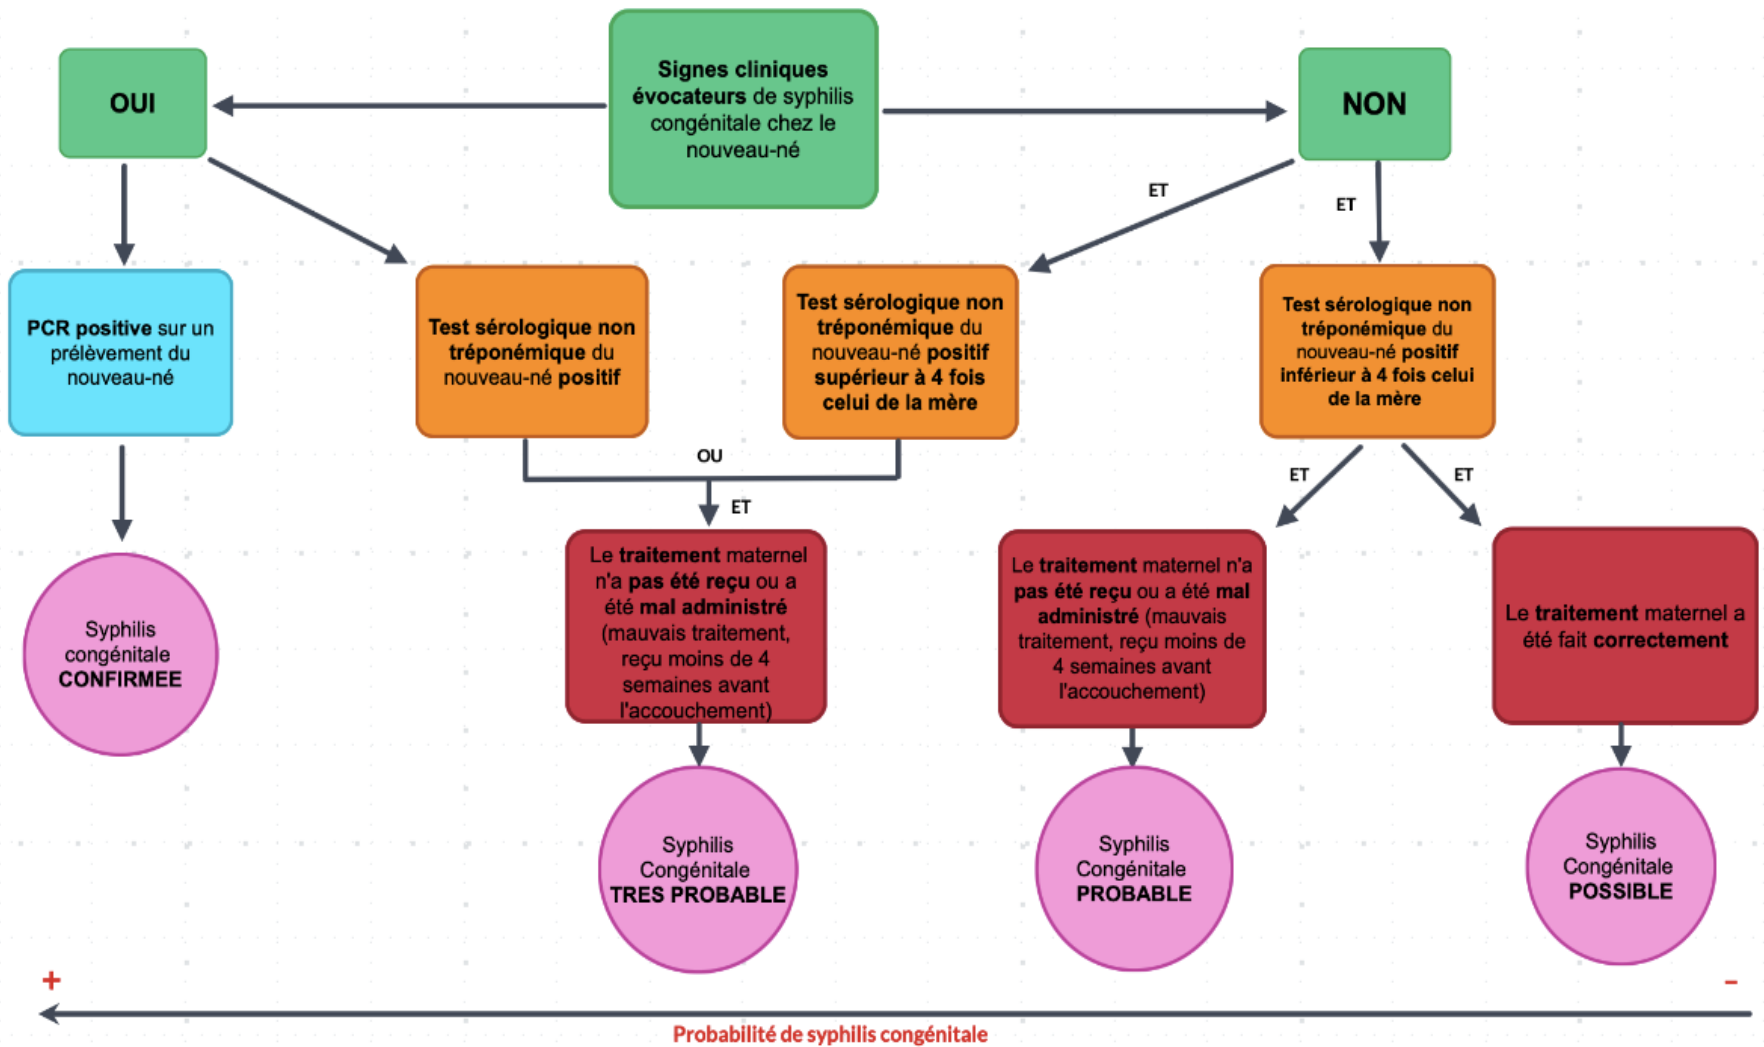 Signes cliniques
évocateurs de syphilis
congénitale chez le
nouveau-né
OUI
NON
ET
ET
PCR positive sur un
prélèvement du
nouveau-né
Test sérologique non
tréponémique du
nouveau-né positif
Test sérologique non
tréponémique du
nouveau-né positif
supérieur à 4 fois
celui de la mère
Test sérologique non
tréponémique du
nouveau-né positif
inférieur à 4 fois celui
de la mère
OU
ET
ET
ET
Le traitement maternel
n'a pas été reçu ou a
été mal administré
(mauvais traitement,
reçu moins de 4
semaines avant
l'accouchement)
Le traitement maternel n'a
pas été reçu ou a été mal
administré (mauvais
traitement, reçu moins de
4 semaines avant
l'accouchement)
Le traitement maternel a
été fait correctement
Syphilis
congénitale
CONFIRMEE
Syphilis
Congénitale
TRES PROBABLE
Syphilis
Congénitale
PROBABLE
Syphilis
Congénitale
POSSIBLE
+
-
Probabilité de syphilis congénitale